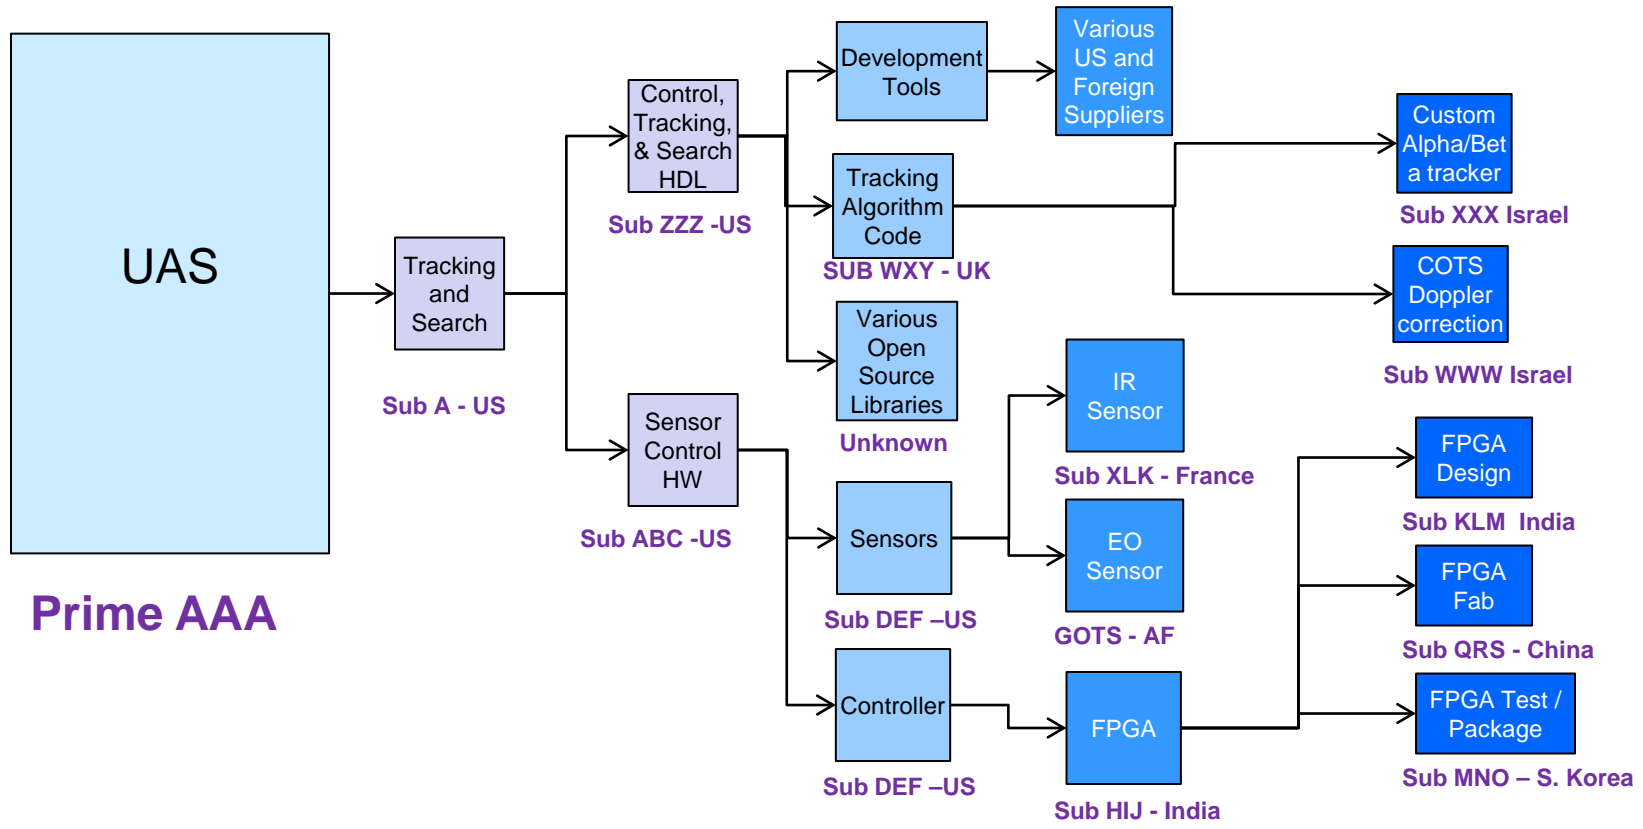 UAS
Prime AAA
Tracking
and
Search
Sub A - US
Control,
Tracking,
& Search
HDL
Sub ZZZ -US
Sensor
Control
HW
Sub ABC -US
Development
Tools
Tracking
Algorithm
Code
SUB WXY - UK
Various
Open
Source
Libraries
Unknown
Sensors
Sub DEF –US
Controller
Sub DEF –US
Various
US and
Foreign
Suppliers
IR
Sensor
Sub XLK - France
EO
Sensor
GOTS - AF
FPGA
Sub HIJ - India
Custom
Alpha/Bet
a tracker
Sub XXX Israel
COTS
Doppler
correction
Sub WWW Israel
FPGA
Design
Sub KLM  India
FPGA
Fab
Sub QRS - China
FPGA Test /
Package
Sub MNO – S. Korea